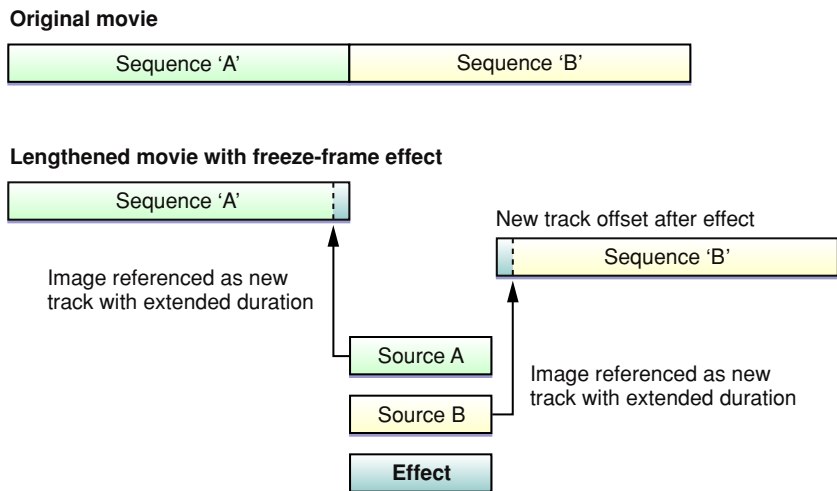 Original movie
Sequence ‘A’
Sequence ‘B’
Lengthened movie with freeze-frame effect
Sequence ‘A’
New track offset after effect
Sequence ‘B’
Image referenced as new
track with extended duration
Source A
Image referenced as new
track with extended duration
Source B
Effect